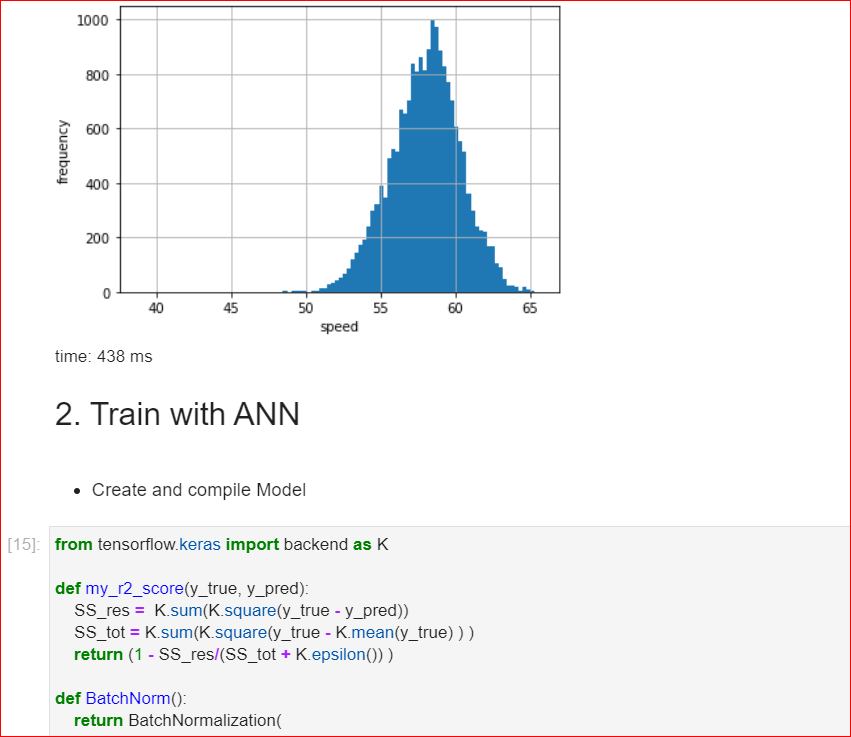 1000
800
600
400
200
0
frequency
40 45 50 55 60 65
speed
time: 438 ms
2. Train with ANN
• Create and compile Model
[15]: from tensorflow.keras import backend as K
def my_r2_score(y_true, y_pred):
    SS_res =  K.sum(K.square(y_true - y_pred))
    SS_tot = K.sum(K.square(y_true - K.mean(y_true) ) )
    return (1 - SS_res/(SS_tot + K.epsilon()) )
def BatchNorm():
    return BatchNormalization(